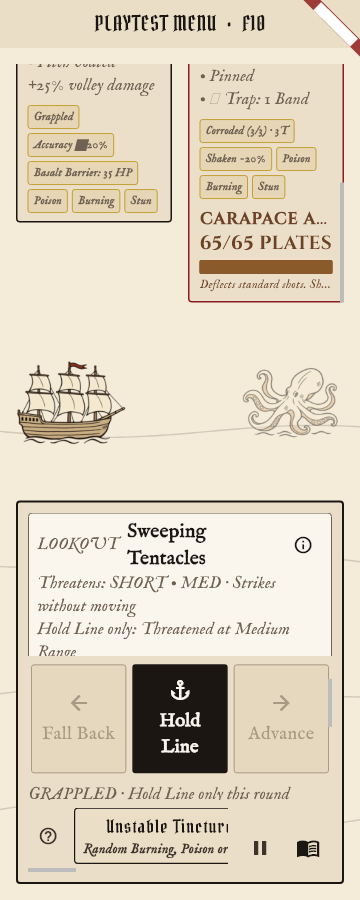 PLAYTEST MENU · F10
+25% volley damage
Grappled
Accuracy 20%
Basalt Barrier: 35 HP
Poison
Burning
Stun
• Pinned
• Trap: 1 Band
Corroded (3/3) · 3T
Shaken -20%
Poison
Burning
Stun
CARAPACE A...
65/65 PLATES
Deflects standard shots. Sh...
LOOKOUT
Sweeping
Tentacles
Threatens: SHORT • MED · Strikes
without moving
Hold Line only: Threatened at Medium
Range
Fall Back
Hold
Line
Advance
GRAPPLED · Hold Line only this round
Unstable Tincture
Random Burning, Poison or